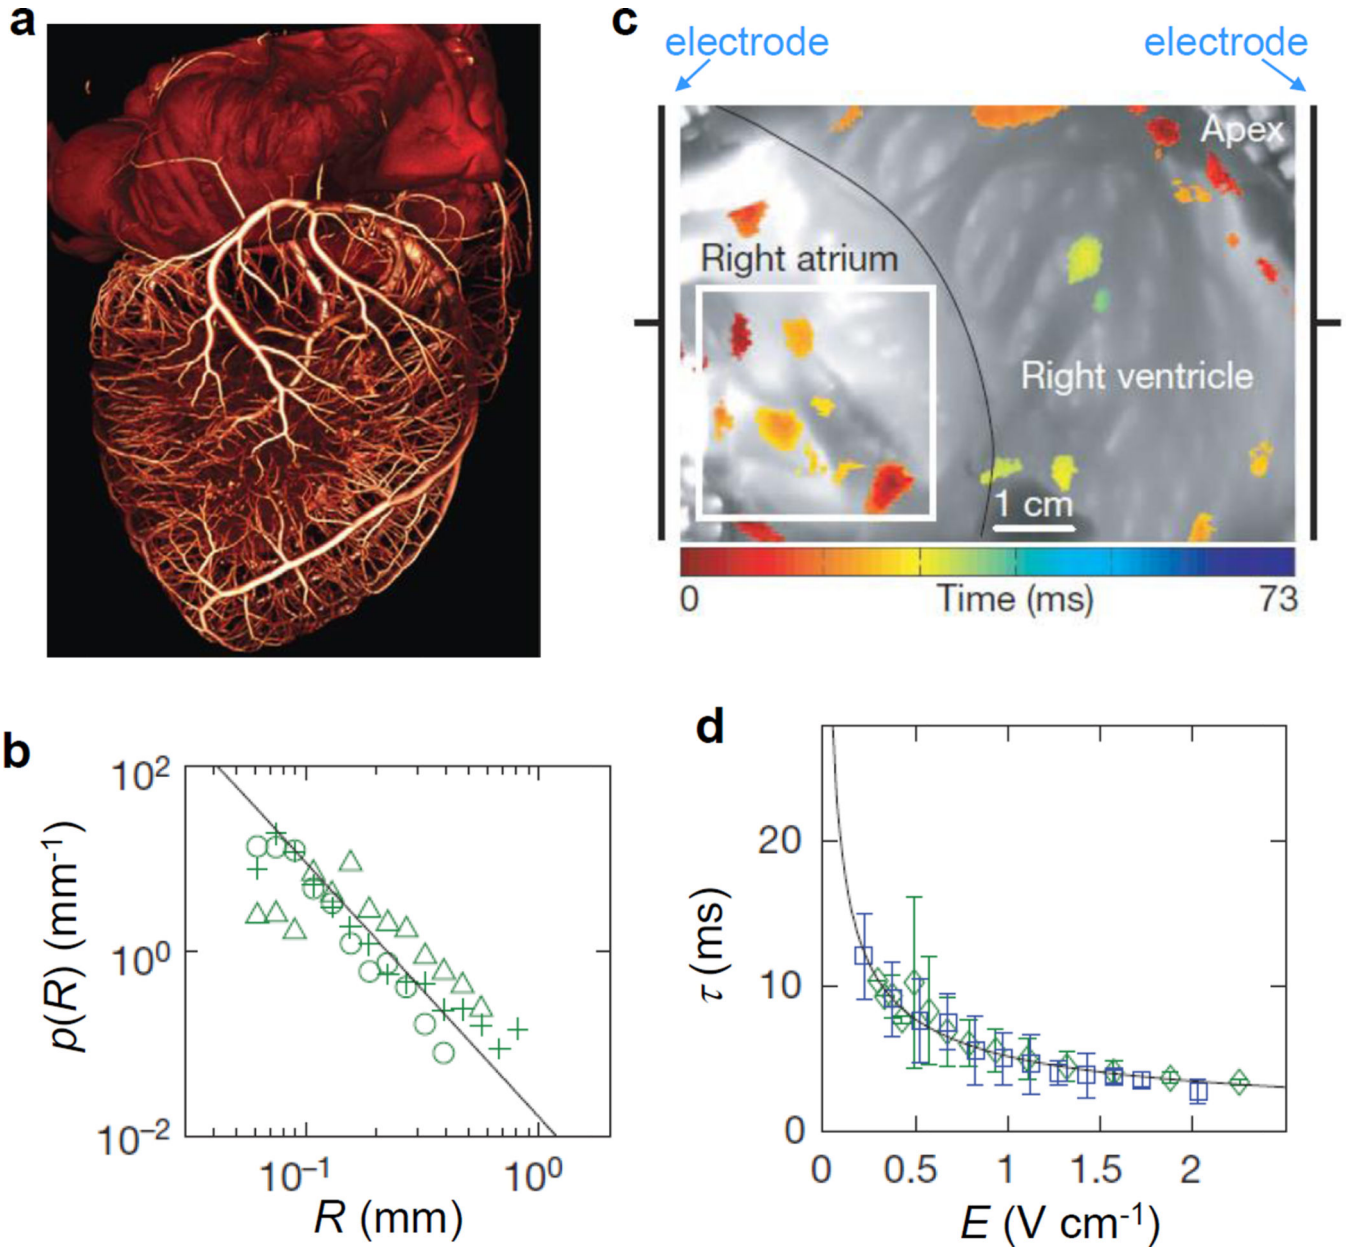 a
c
electrode
electrode
Apex
Right atrium
Right ventricle
1 cm
0
Time (ms)
73
b
10²
10⁰
10⁻²
p(R) (mm⁻¹)
10⁻¹
10⁰
R (mm)
d
20
10
0
τ (ms)
0
0.5
1
1.5
2
E (V cm⁻¹)